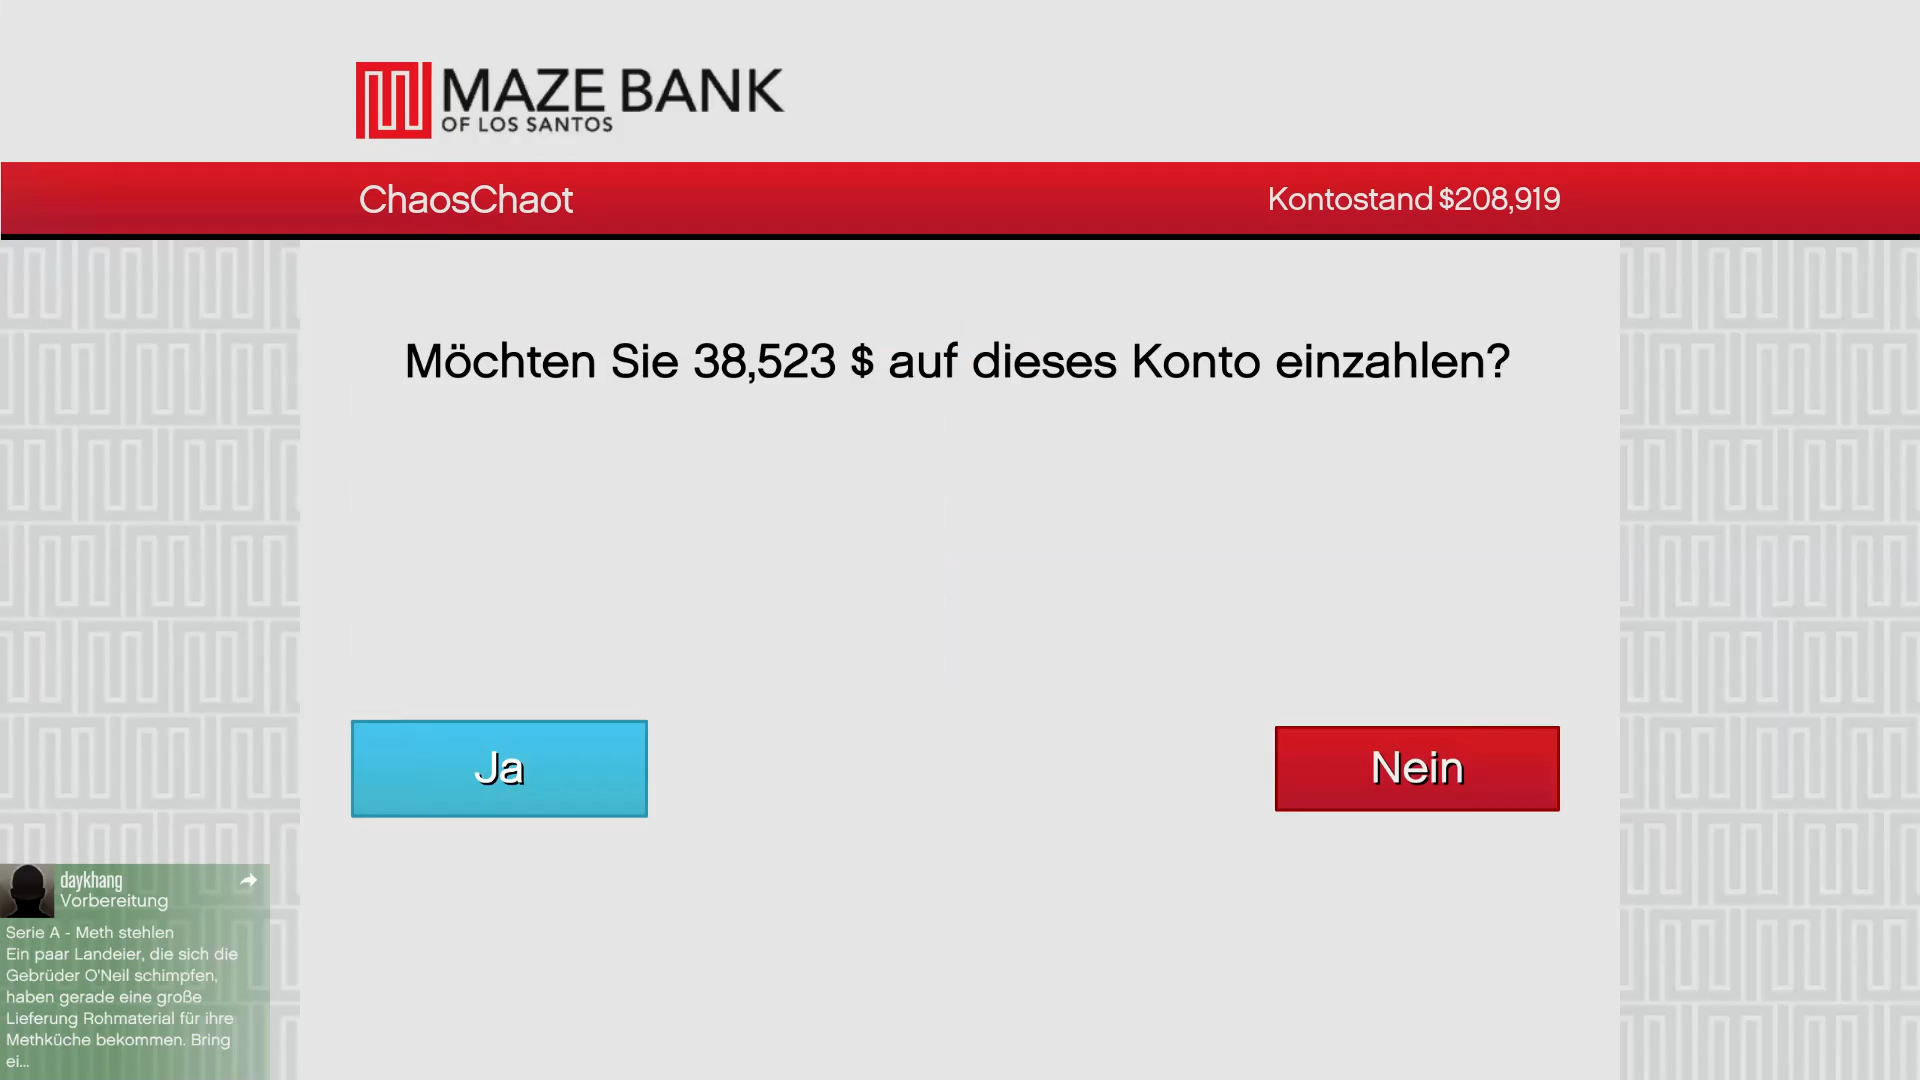 MAZE BANK
OF LOS SANTOS
ChaosChaot
Kontostand $208,919
Möchten Sie 38,523 $ auf dieses Konto einzahlen?
Ja
Nein
daykhang
Vorbereitung
Serie A - Meth stehlen
Ein paar Landeier, die sich die
Gebrüder O'Neil schimpfen,
haben gerade eine große
Lieferung Rohmaterial für ihre
Methküche bekommen. Bring
ei...